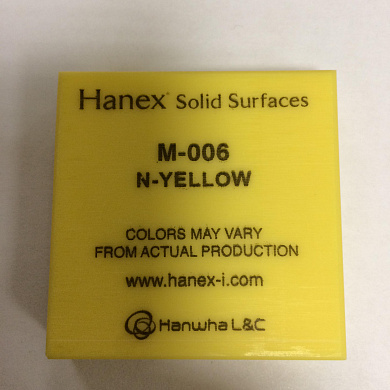 Hanex® Solid Surfaces
M-006
N-YELLOW
COLORS MAY VARY
FROM ACTUAL PRODUCTION
www.hanex-i.com
Hanwha L&C